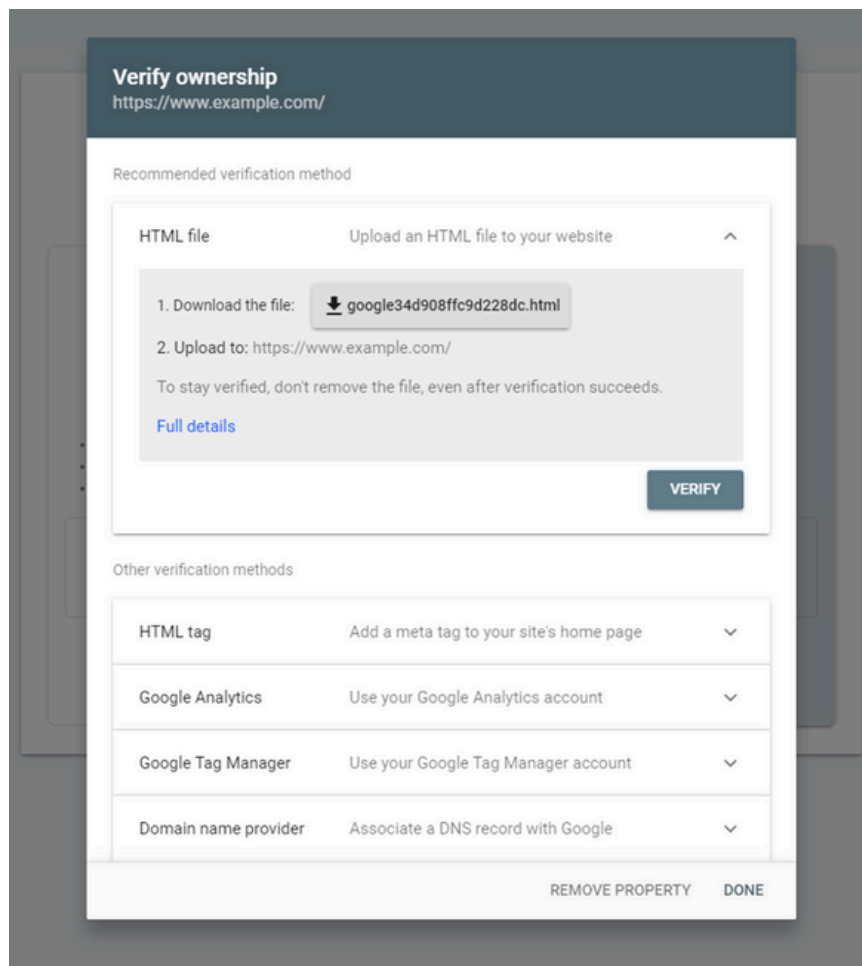 Verify ownership
https://www.example.com/
Recommended verification method
HTML file Upload an HTML file to your website
1. Download the file: google34d908ffc9d228dc.html
2. Upload to: https://www.example.com/
To stay verified, don't remove the file, even after verification succeeds.
Full details
VERIFY
Other verification methods
HTML tag Add a meta tag to your site's home page
Google Analytics Use your Google Analytics account
Google Tag Manager Use your Google Tag Manager account
Domain name provider Associate a DNS record with Google
REMOVE PROPERTY DONE